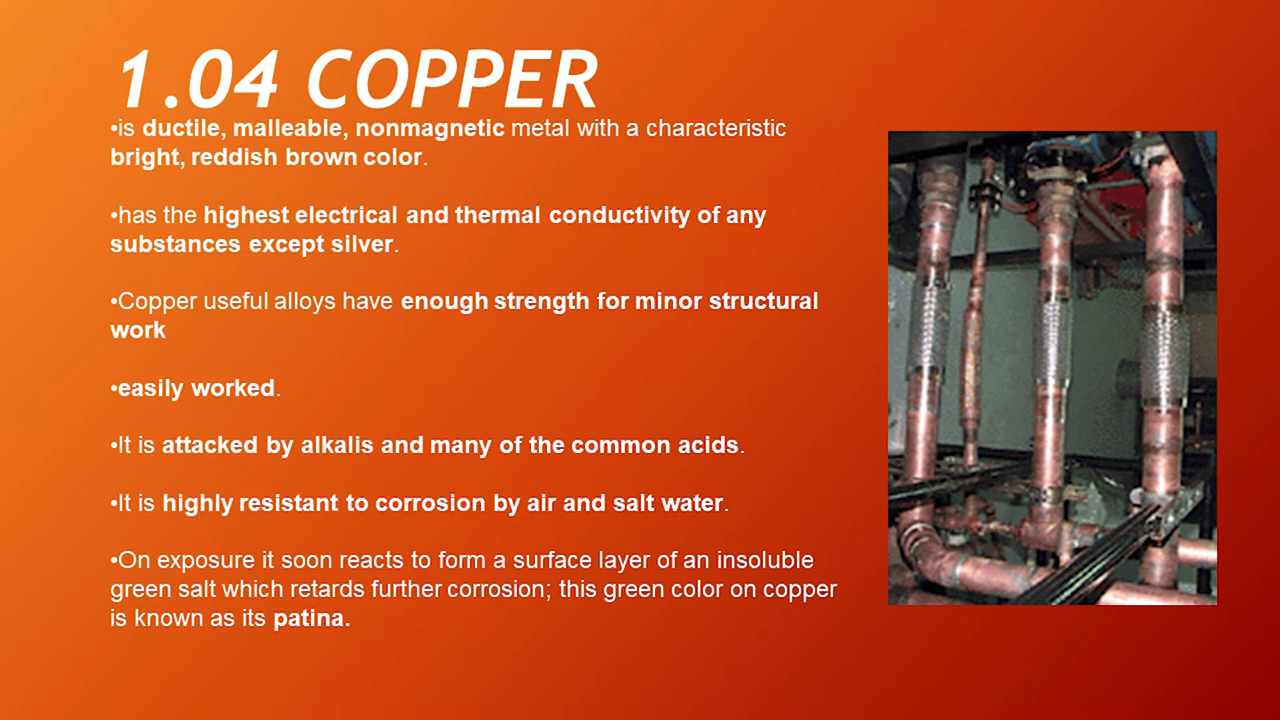 1.04 COPPER
•is ductile, malleable, nonmagnetic metal with a characteristic
bright, reddish brown color.
•has the highest electrical and thermal conductivity of any
substances except silver.
•Copper useful alloys have enough strength for minor structural
work
•easily worked.
•It is attacked by alkalis and many of the common acids.
•It is highly resistant to corrosion by air and salt water.
•On exposure it soon reacts to form a surface layer of an insoluble
green salt which retards further corrosion; this green color on copper
is known as its patina.